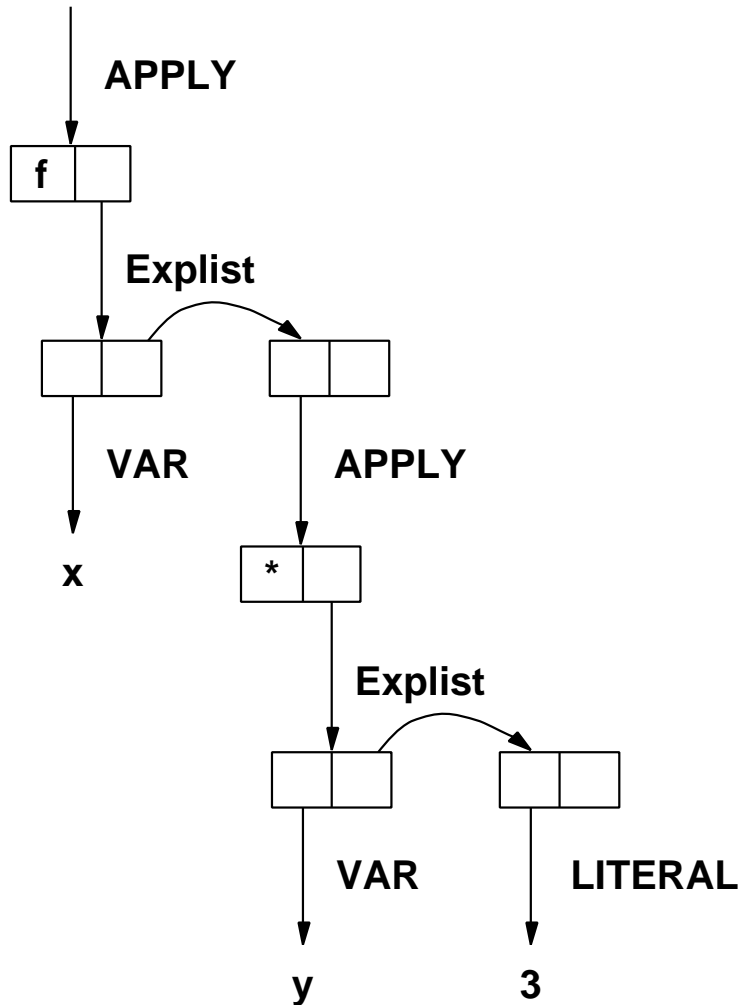 APPLY
f
Explist
VAR
APPLY
x
*
Explist
VAR
LITERAL
y
3